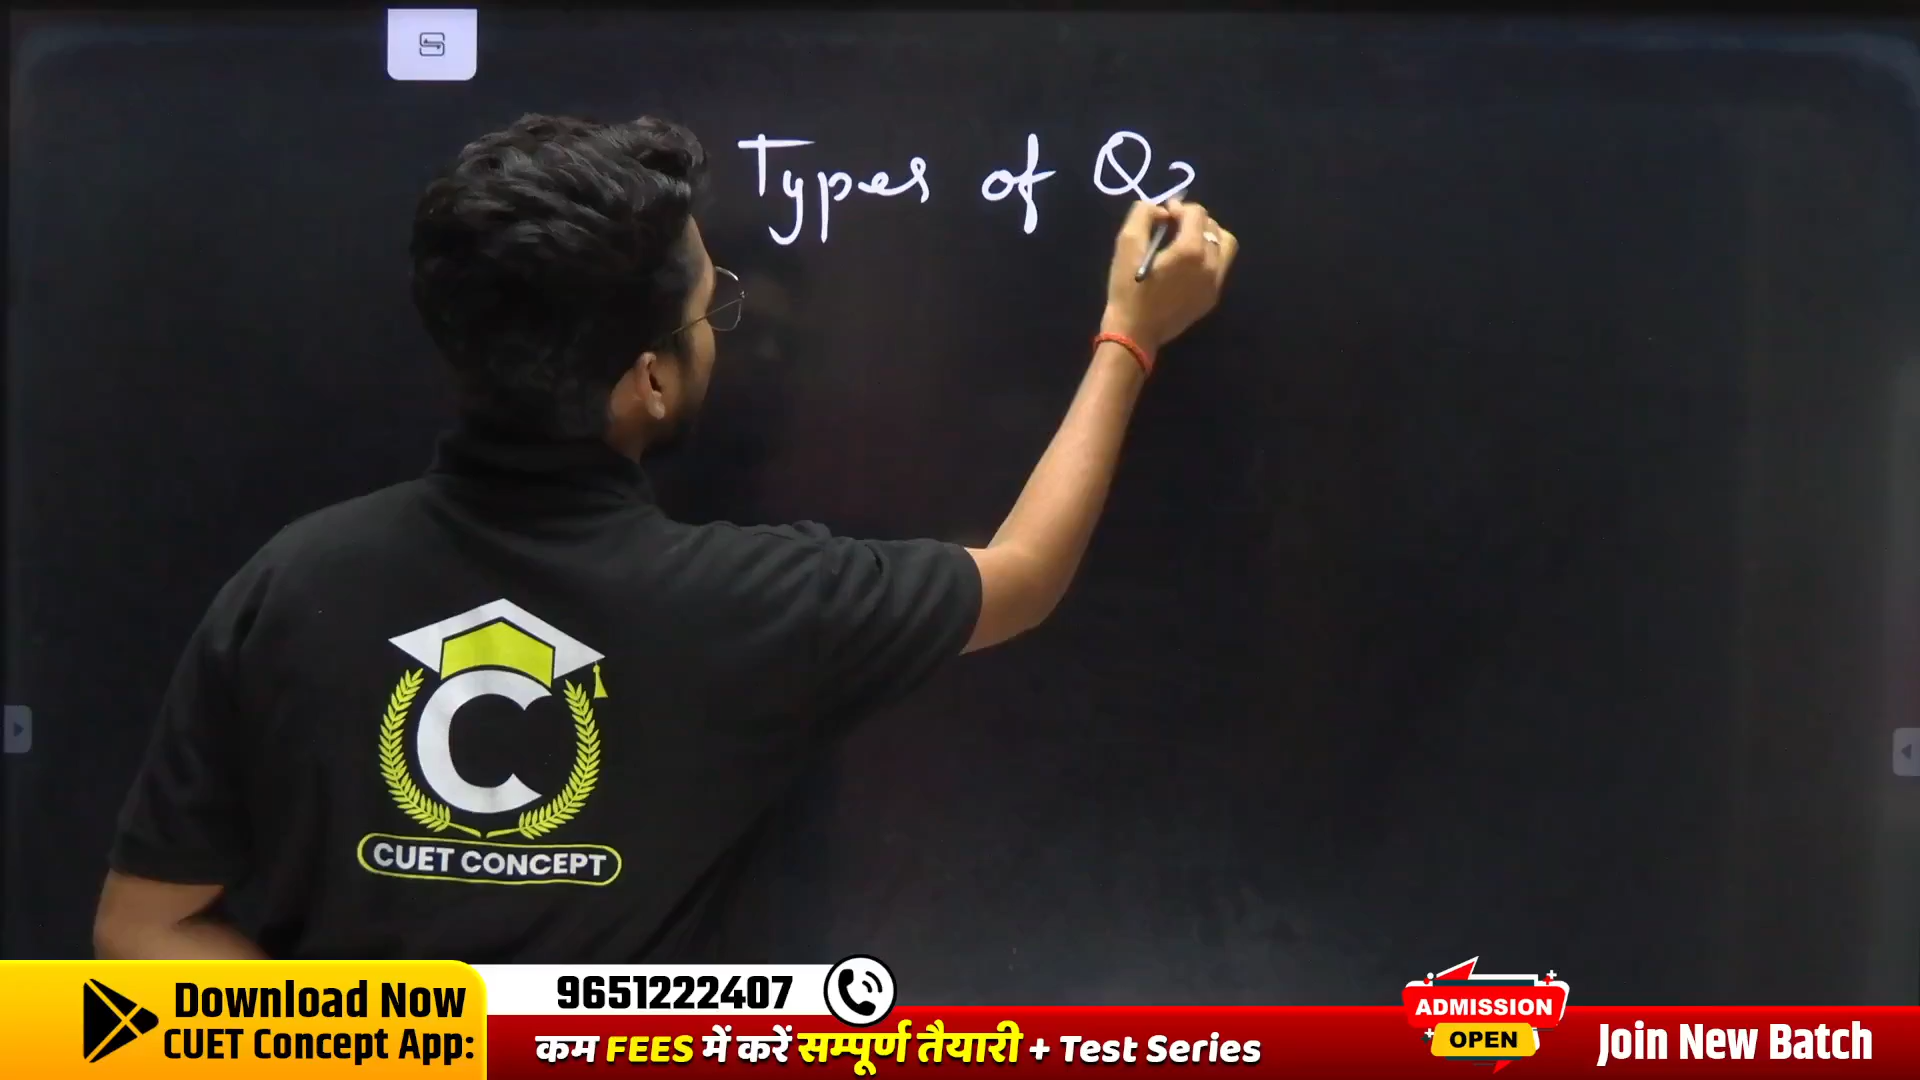 Types of Q
CUET CONCEPT
Download Now
CUET Concept App:
9651222407
कम FEES में करें सम्पूर्ण तैयारी + Test Series
ADMISSION
OPEN
Join New Batch